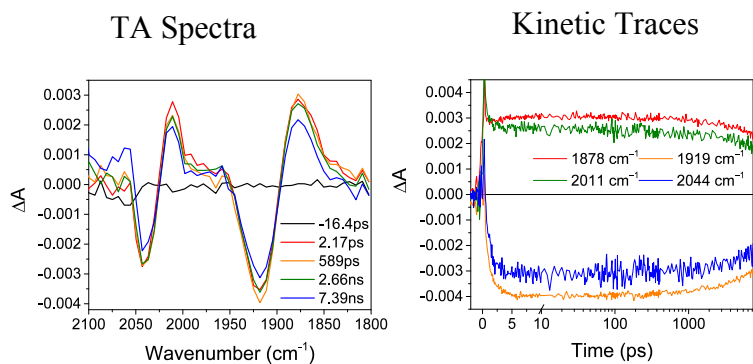 TA Spectra
Kinetic Traces
0.003
0.002
0.001
0.000
-0.001
-0.002
-0.003
-0.004
ΔA
-16.4ps
2.17ps
589ps
2.66ns
7.39ns
2100 2050 2000 1950 1900 1850 1800
Wavenumber (cm⁻¹)
0.004
0.003
0.002
0.001
0.000
-0.001
-0.002
-0.003
-0.004
ΔA
1878 cm⁻¹ 1919 cm⁻¹
2011 cm⁻¹ 2044 cm⁻¹
0 5 10 100 1000
Time (ps)